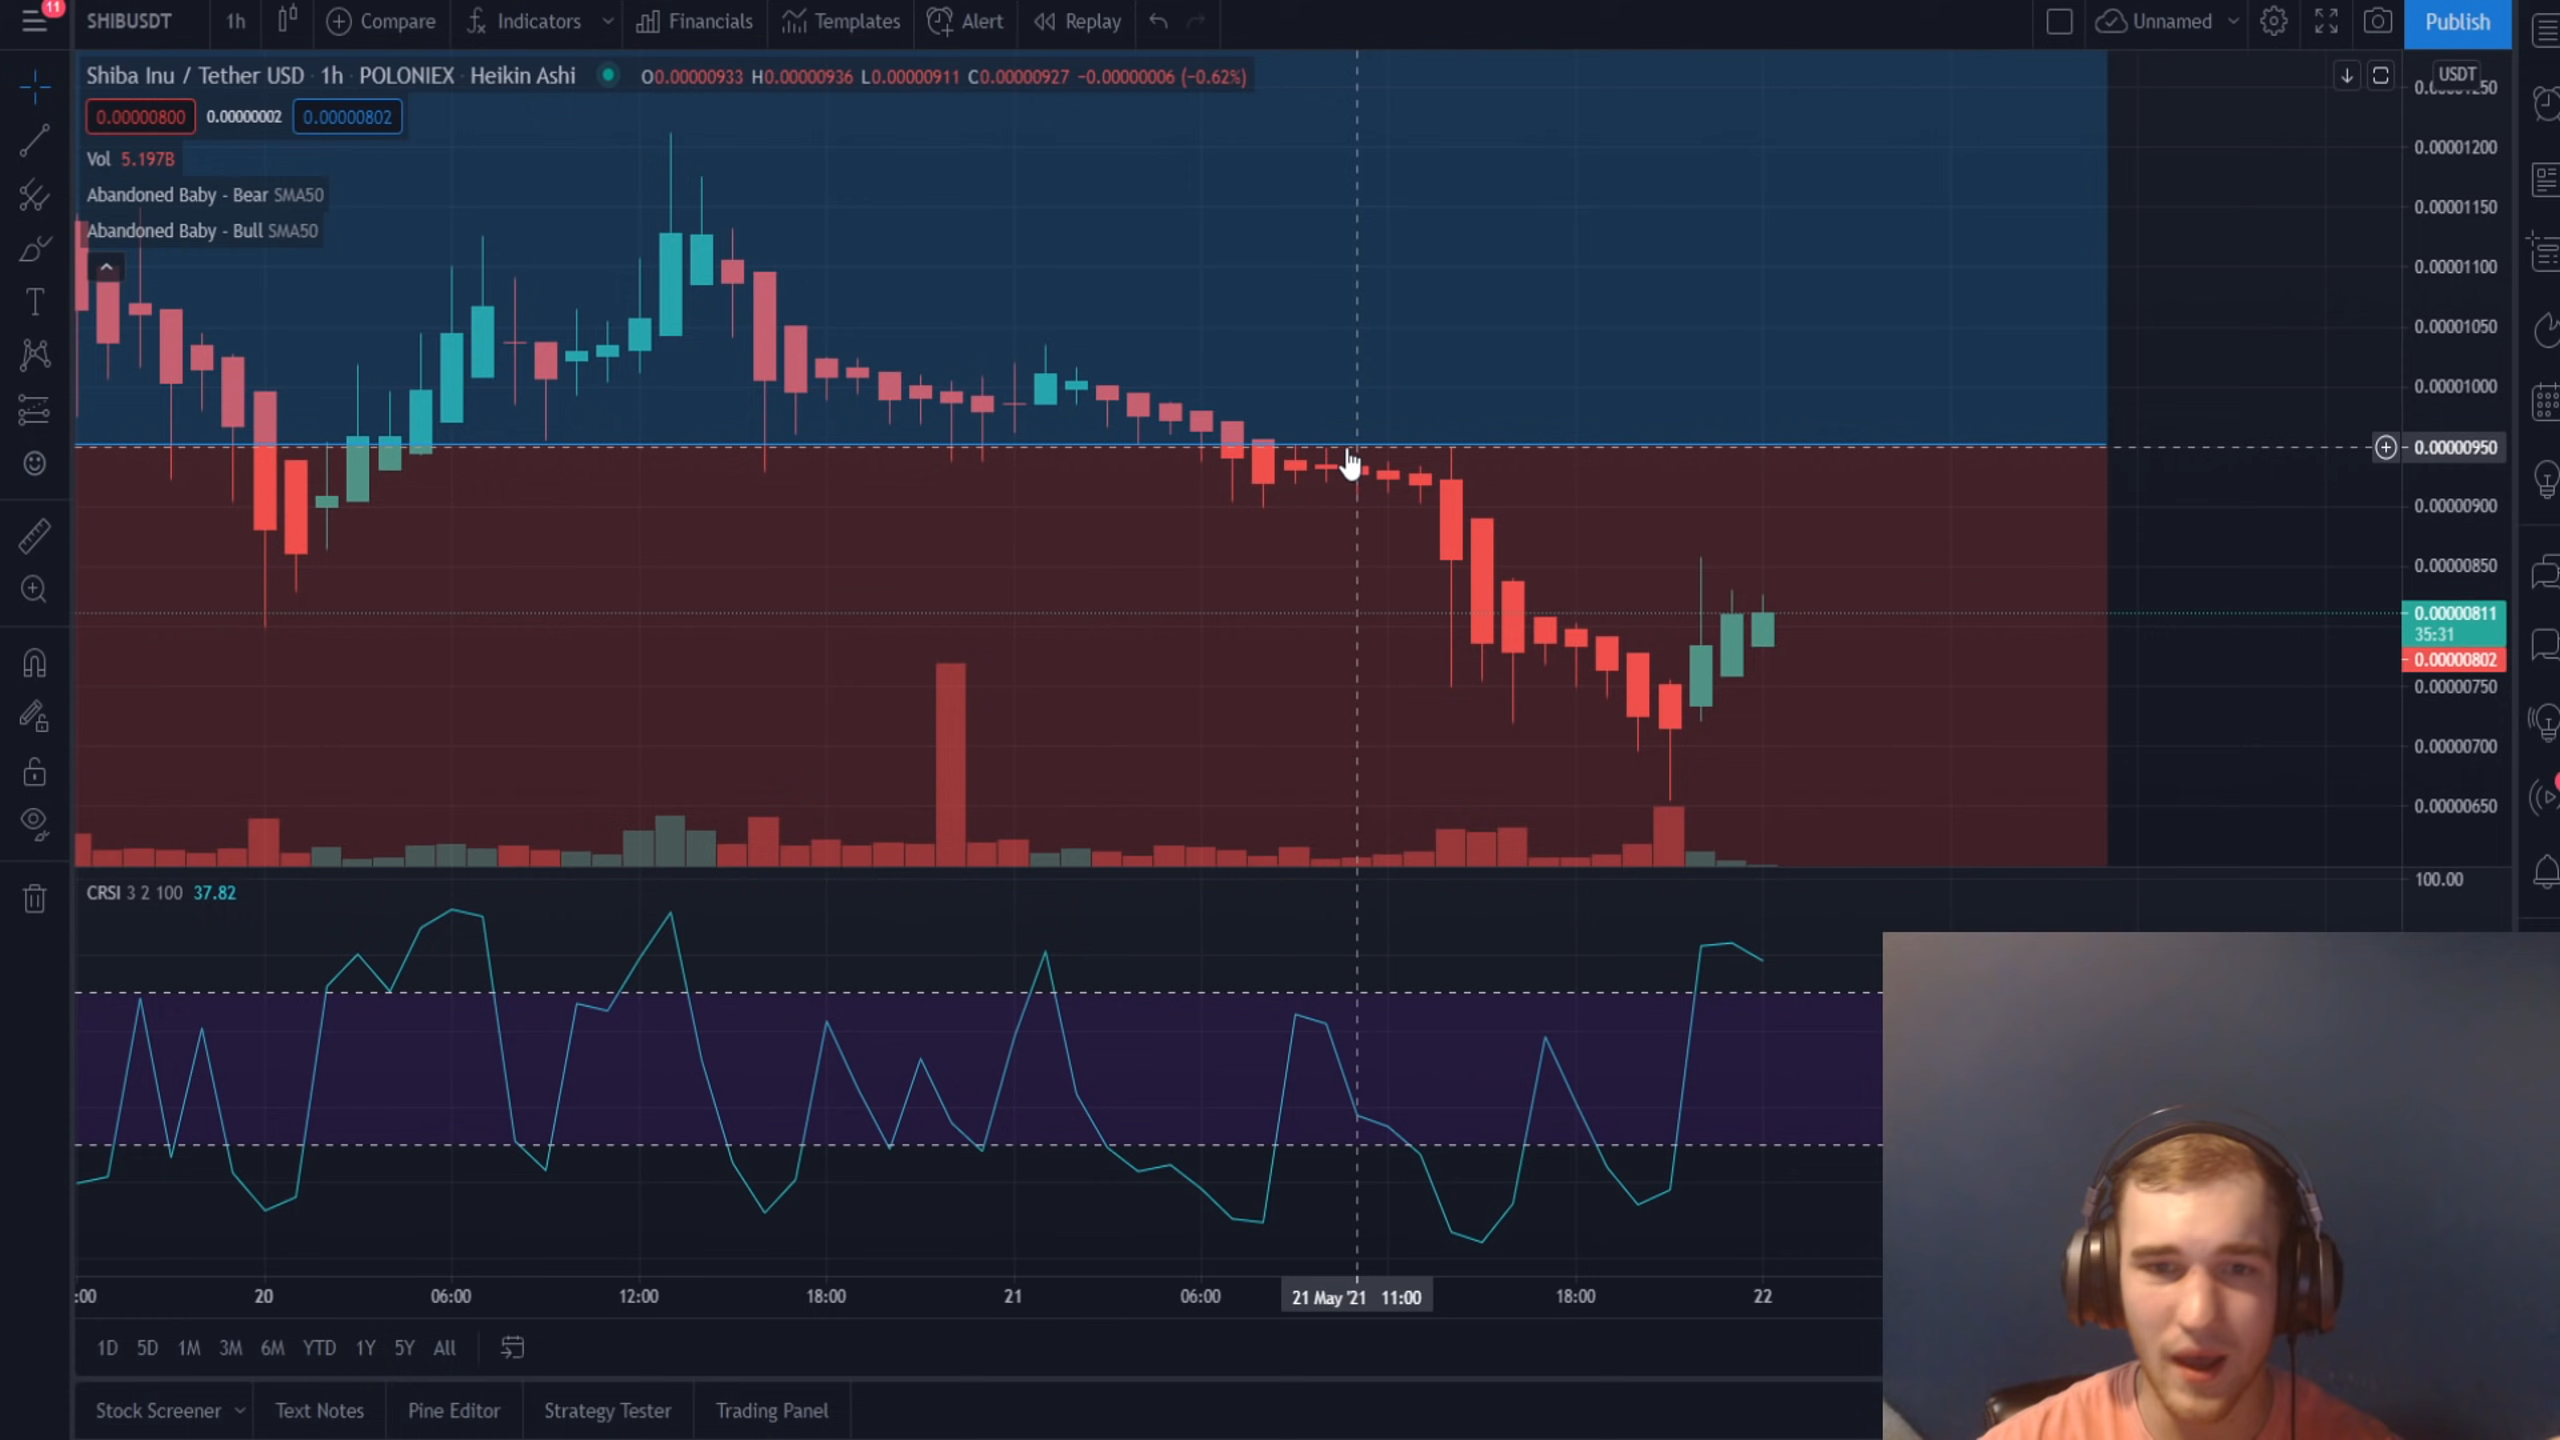 11
SHIBUSDT 1h Compare Indicators Financials Templates Alert Replay Unnamed Publish
Shiba Inu / Tether USD · 1h · POLONIEX · Heikin Ashi O0.00000933 H0.00000936 L0.00000911 C0.00000927 −0.00000006 (−0.62%)
USDT
0.00000800 0.00000002 0.00000802
Vol 5.197B
Abandoned Baby - Bear SMA50
Abandoned Baby - Bull SMA50
0.00001200
0.00001150
0.00001100
0.00001050
0.00001000
0.00000950
0.00000900
0.00000850
0.00000811
35:31
0.00000802
0.00000750
0.00000700
0.00000650
CRSI 3 2 100 37.82
100.00
:00 20 06:00 12:00 18:00 21 06:00 21 May '21 11:00 18:00 22
1D 5D 1M 3M 6M YTD 1Y 5Y All
Stock Screener Text Notes Pine Editor Strategy Tester Trading Panel